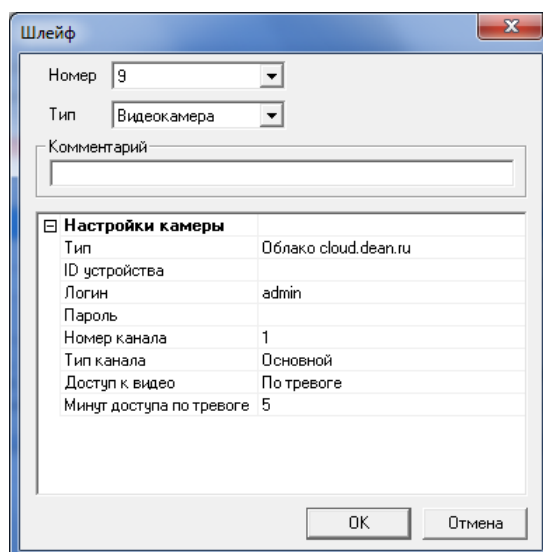 Шлейф
Номер 9
Тип Видеокамера
Комментарий
Настройки камеры
Тип Облако cloud.dean.ru
ID устройства
Логин admin
Пароль
Номер канала 1
Тип канала Основной
Доступ к видео По тревоге
Минут доступа по тревоге 5
OK Отмена